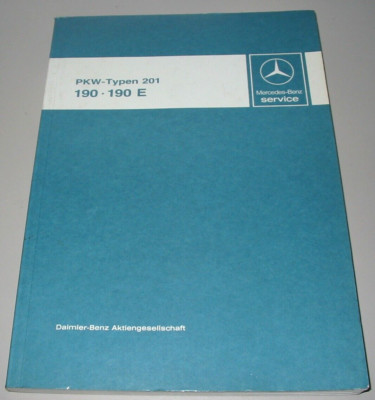 PKW-Typen 201
190 · 190 E
Mercedes-Benz
service
Daimler-Benz Aktiengesellschaft